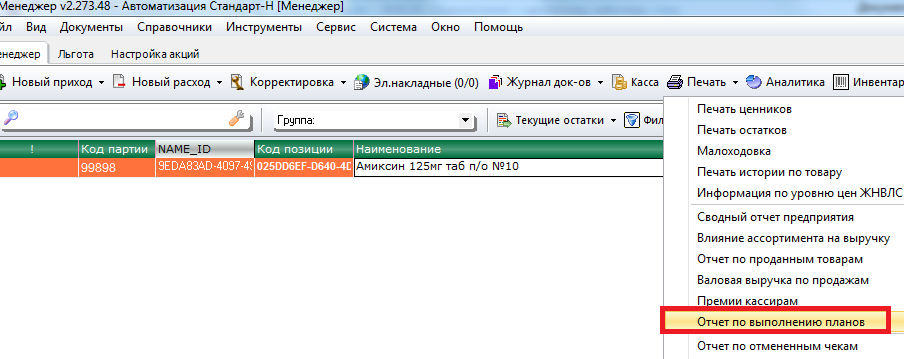 Менеджер v2.273.48 - Автоматизация Стандарт-Н [Менеджер]
йл Вид Документы Справочники Инструменты Сервис Система Окно Помощь
енеджер Льгота Настройка акций
Новый приход Новый расход Корректировка Эл.накладные (0/0) Журнал док-ов Касса Печать Аналитика Инвентар
Группа: Текущие остатки Фил
! Код партии NAME_ID Код позиции Наименование
99898 9EDA83AD-4097-49 025DD6EF-D640-4D Амиксин 125мг таб п/о №10
Печать ценников
Печать остатков
Малоходовка
Печать истории по товару
Информация по уровню цен ЖНВЛС
Сводный отчет предприятия
Влияние ассортимента на выручку
Отчет по проданным товарам
Валовая выручка по продажам
Премии кассирам
Отчет по выполнению планов
Отчет по отмененным чекам